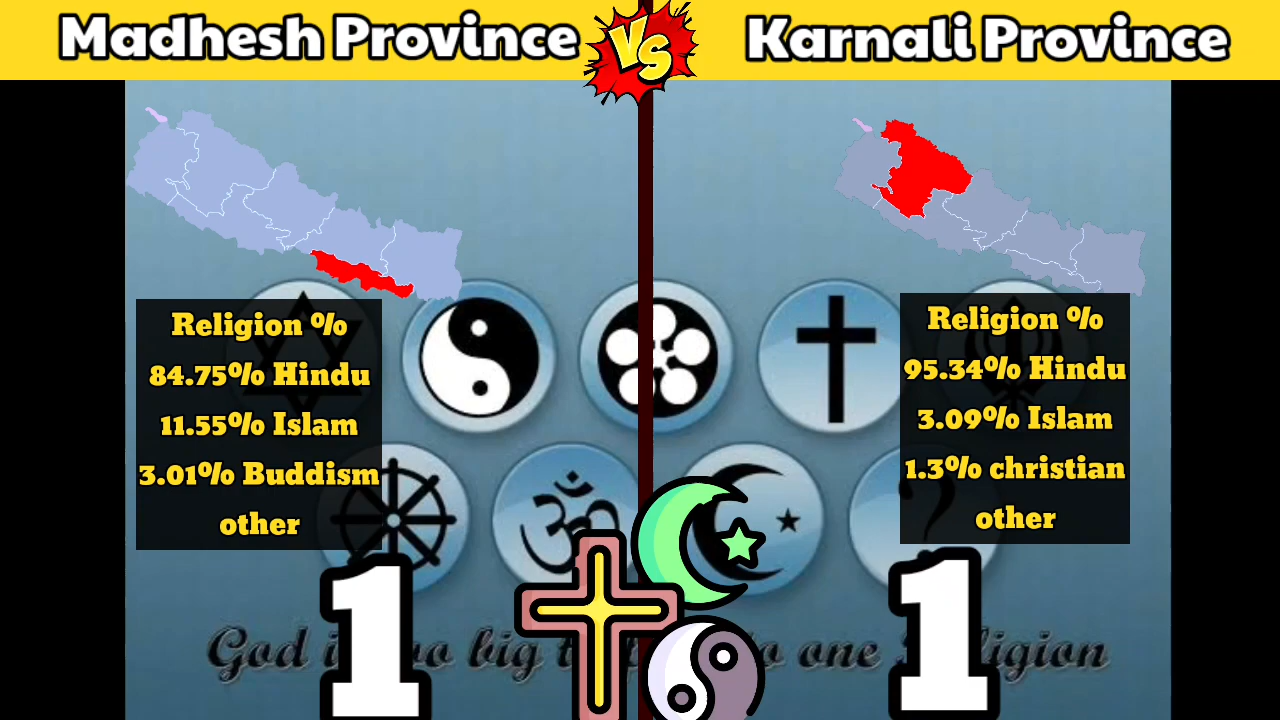 Madhesh Province
VS
Karnali Province
Religion %
84.75% Hindu
11.55% Islam
3.01% Buddism
other
Religion %
95.34% Hindu
3.09% Islam
1.3% christian
other
1
1
God big one